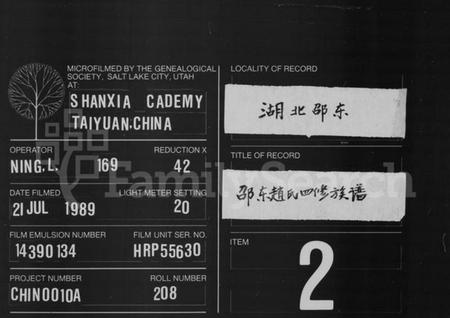 MICROFILMED BY THE GENEALOGICAL
SOCIETY, SALT LAKE CITY, UTAH
AT:
SHANXIA CADEMY
TAIYUAN:CHINA
OPERATOR
NING, L. 169
REDUCTION X
42
DATE FILMED
21 JUL 1989
LIGHT METER SETTING
20
FILM EMULSION NUMBER
14390134
FILM UNIT SER. NO.
HRP55630
PROJECT NUMBER
CHIN0010A
ROLL NUMBER
208
LOCALITY OF RECORD
湖北邵东
TITLE OF RECORD
邵东趙氏四修族谱
ITEM
2
FamilySearch